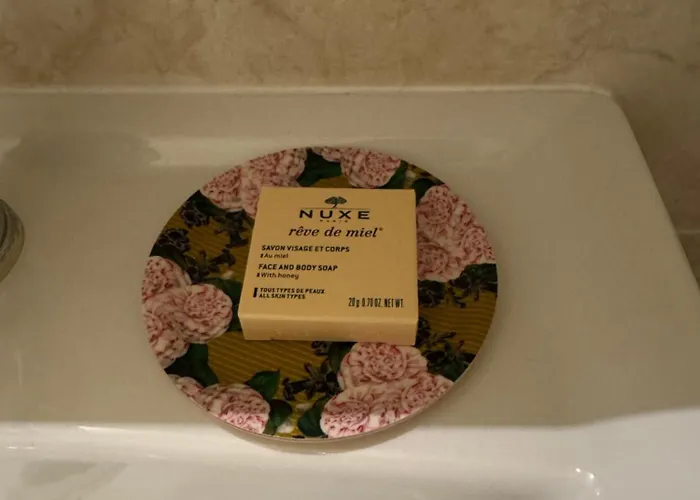 NUXE
PARIS
rêve de miel®
SAVON VISAGE ET CORPS
Au miel
FACE AND BODY SOAP
With honey
TOUS TYPES DE PEAUX
ALL SKIN TYPES
20g 0.70 OZ. NET WT.